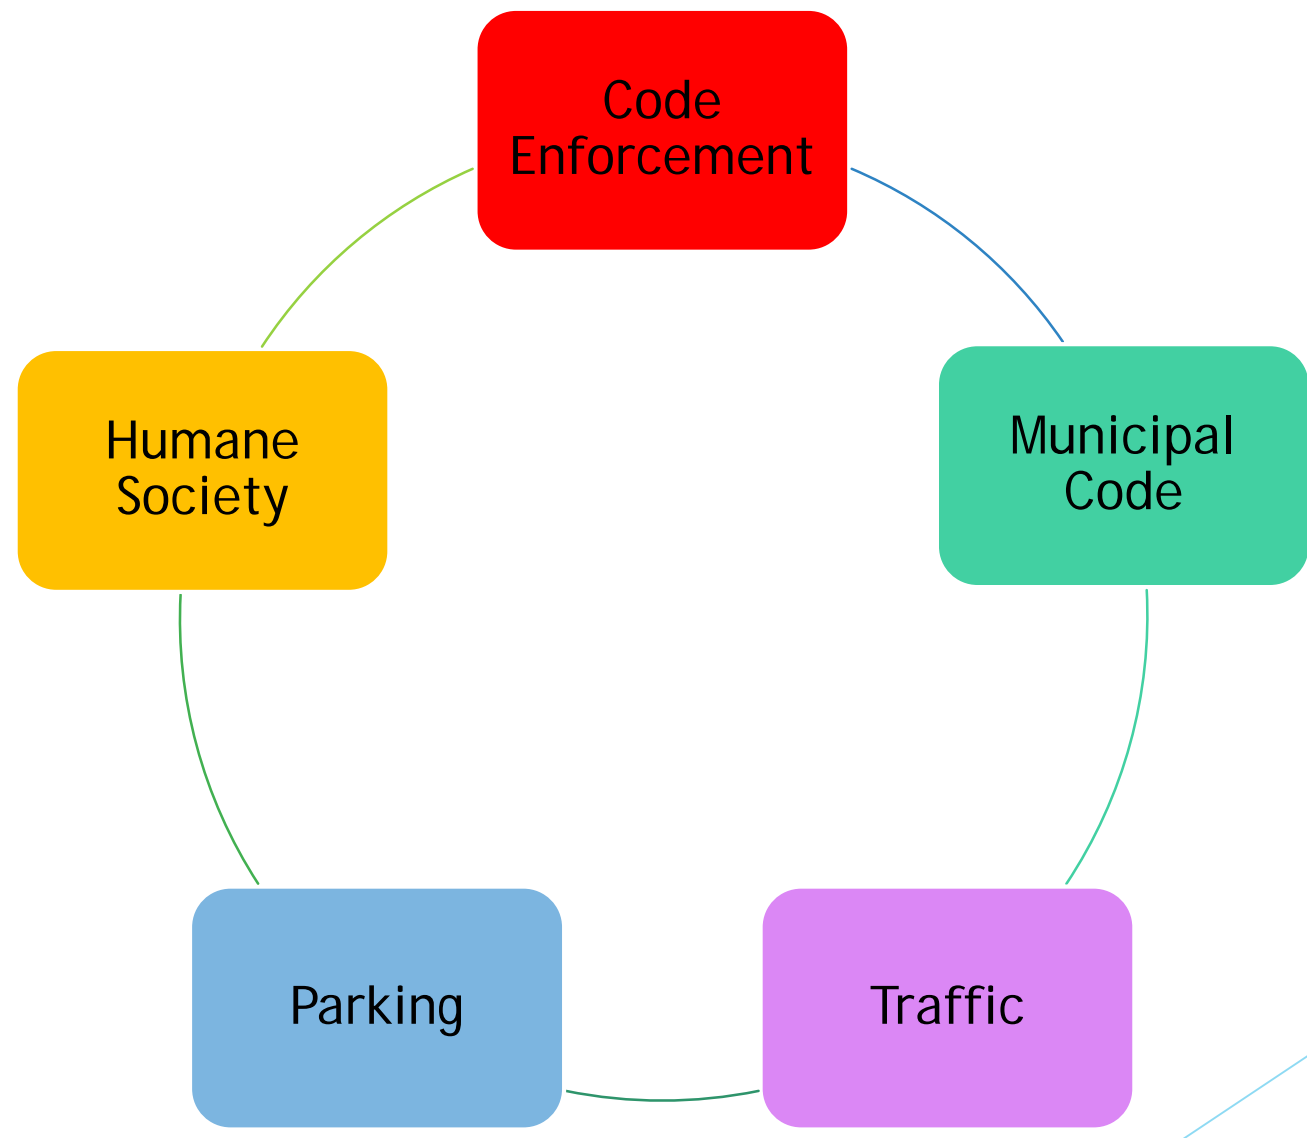 Code
Enforcement
Humane
Society
Municipal
Code
Parking
Traffic